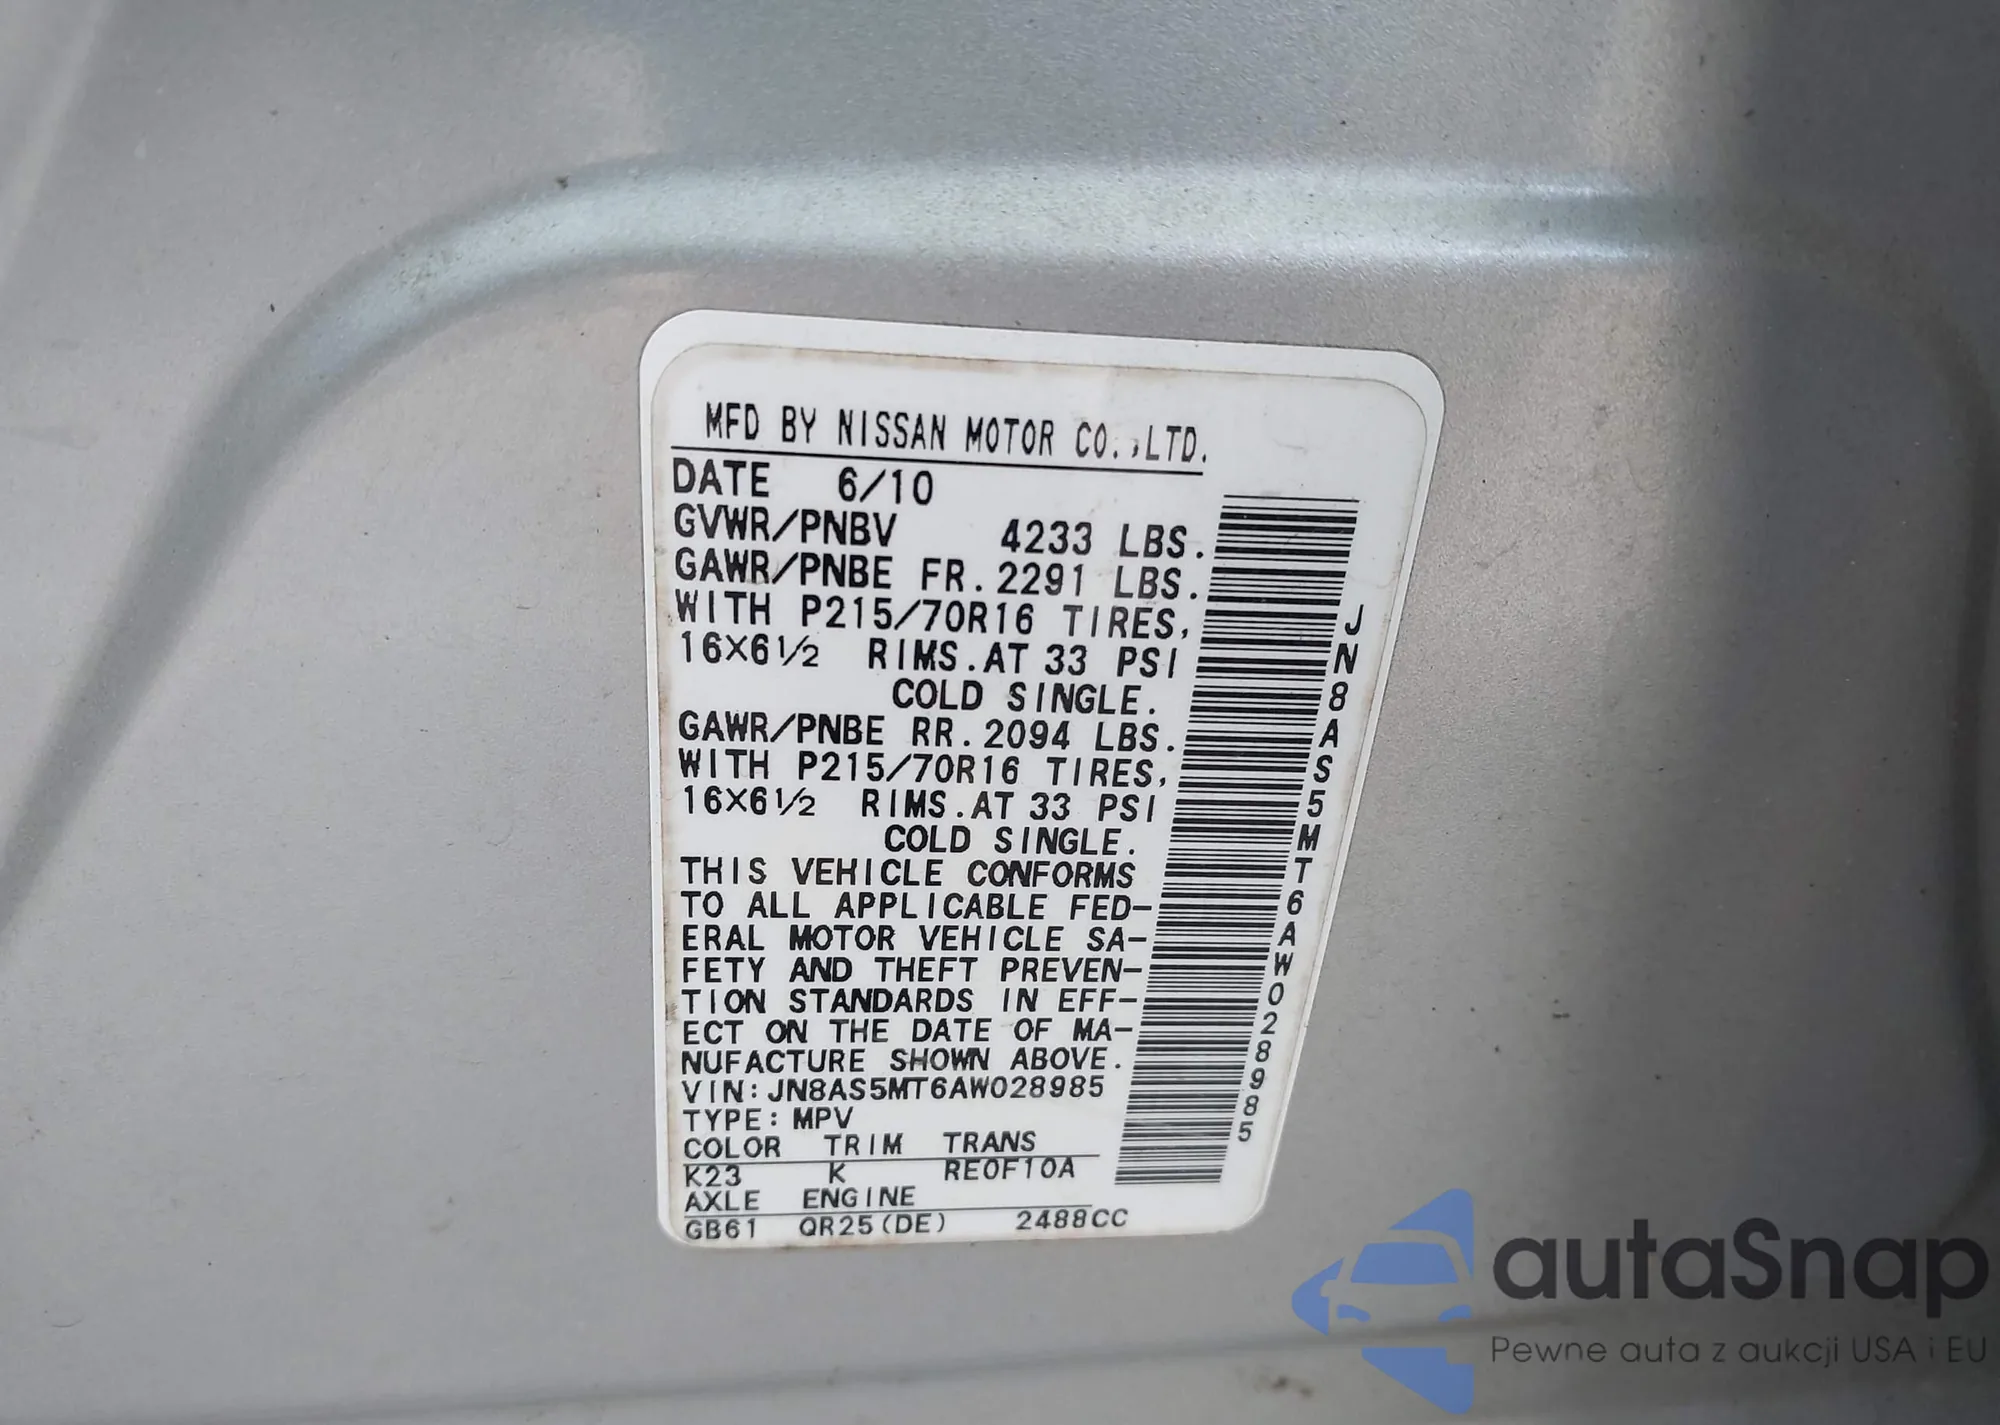 MFD BY NISSAN MOTOR CO.,LTD.
DATE 6/10
GVWR/PNBV 4233 LBS.
GAWR/PNBE FR.2291 LBS.
WITH P215/70R16 TIRES,
16X6½ RIMS.AT 33 PSI
COLD SINGLE.
GAWR/PNBE RR.2094 LBS.
WITH P215/70R16 TIRES,
16X6½ RIMS.AT 33 PSI
COLD SINGLE.
THIS VEHICLE CONFORMS
TO ALL APPLICABLE FED-
ERAL MOTOR VEHICLE SA-
FETY AND THEFT PREVEN-
TION STANDARDS IN EFF-
ECT ON THE DATE OF MA-
NUFACTURE SHOWN ABOVE.
VIN:JN8AS5MT6AW028985
TYPE:MPV
COLOR TRIM TRANS
K23 K RE0F10A
AXLE ENGINE
GB61 QR25(DE) 2488CC
JN8AS5MT6AW028985
autaSnap
Pewne auta z aukcji USA i EU